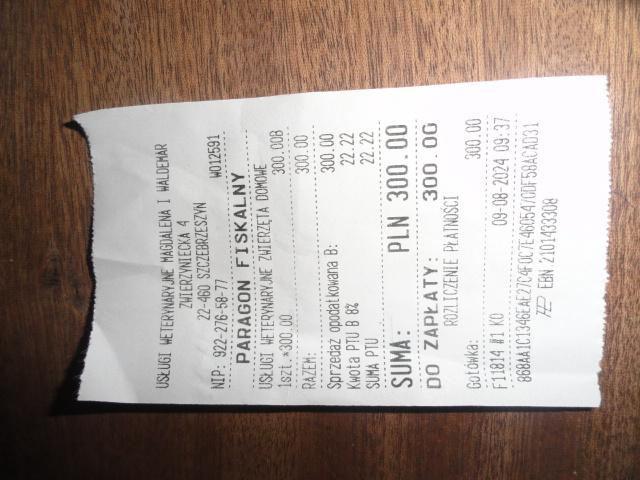 USŁUGI WETERYNARYJNE MAGDALENA I WALDEMAR
ZWIERZYNIECKA 4
22-460 SZCZEBRZESZYN
NIP: 922-276-58-77 W012591
PARAGON FISKALNY
USŁUGI WETERYNARYJNE ZWIERZĘTA DOMOWE
1szt.*300.00 300.00B
RAZEM: 300.00
Sprzedaż opodatkowana B: 300.00
Kwota PTU B 8% 22.22
SUMA PTU 22.22
SUMA: PLN 300.00
DO ZAPŁATY: 300.00
ROZLICZENIE PŁATNOŚCI
Gotówka: 300.00
F11814 #1 KO 09-08-2024 09:37
868AA1C1346EAE27C4F0C7E46D5470DF58ACAD31
EBN 2101433308